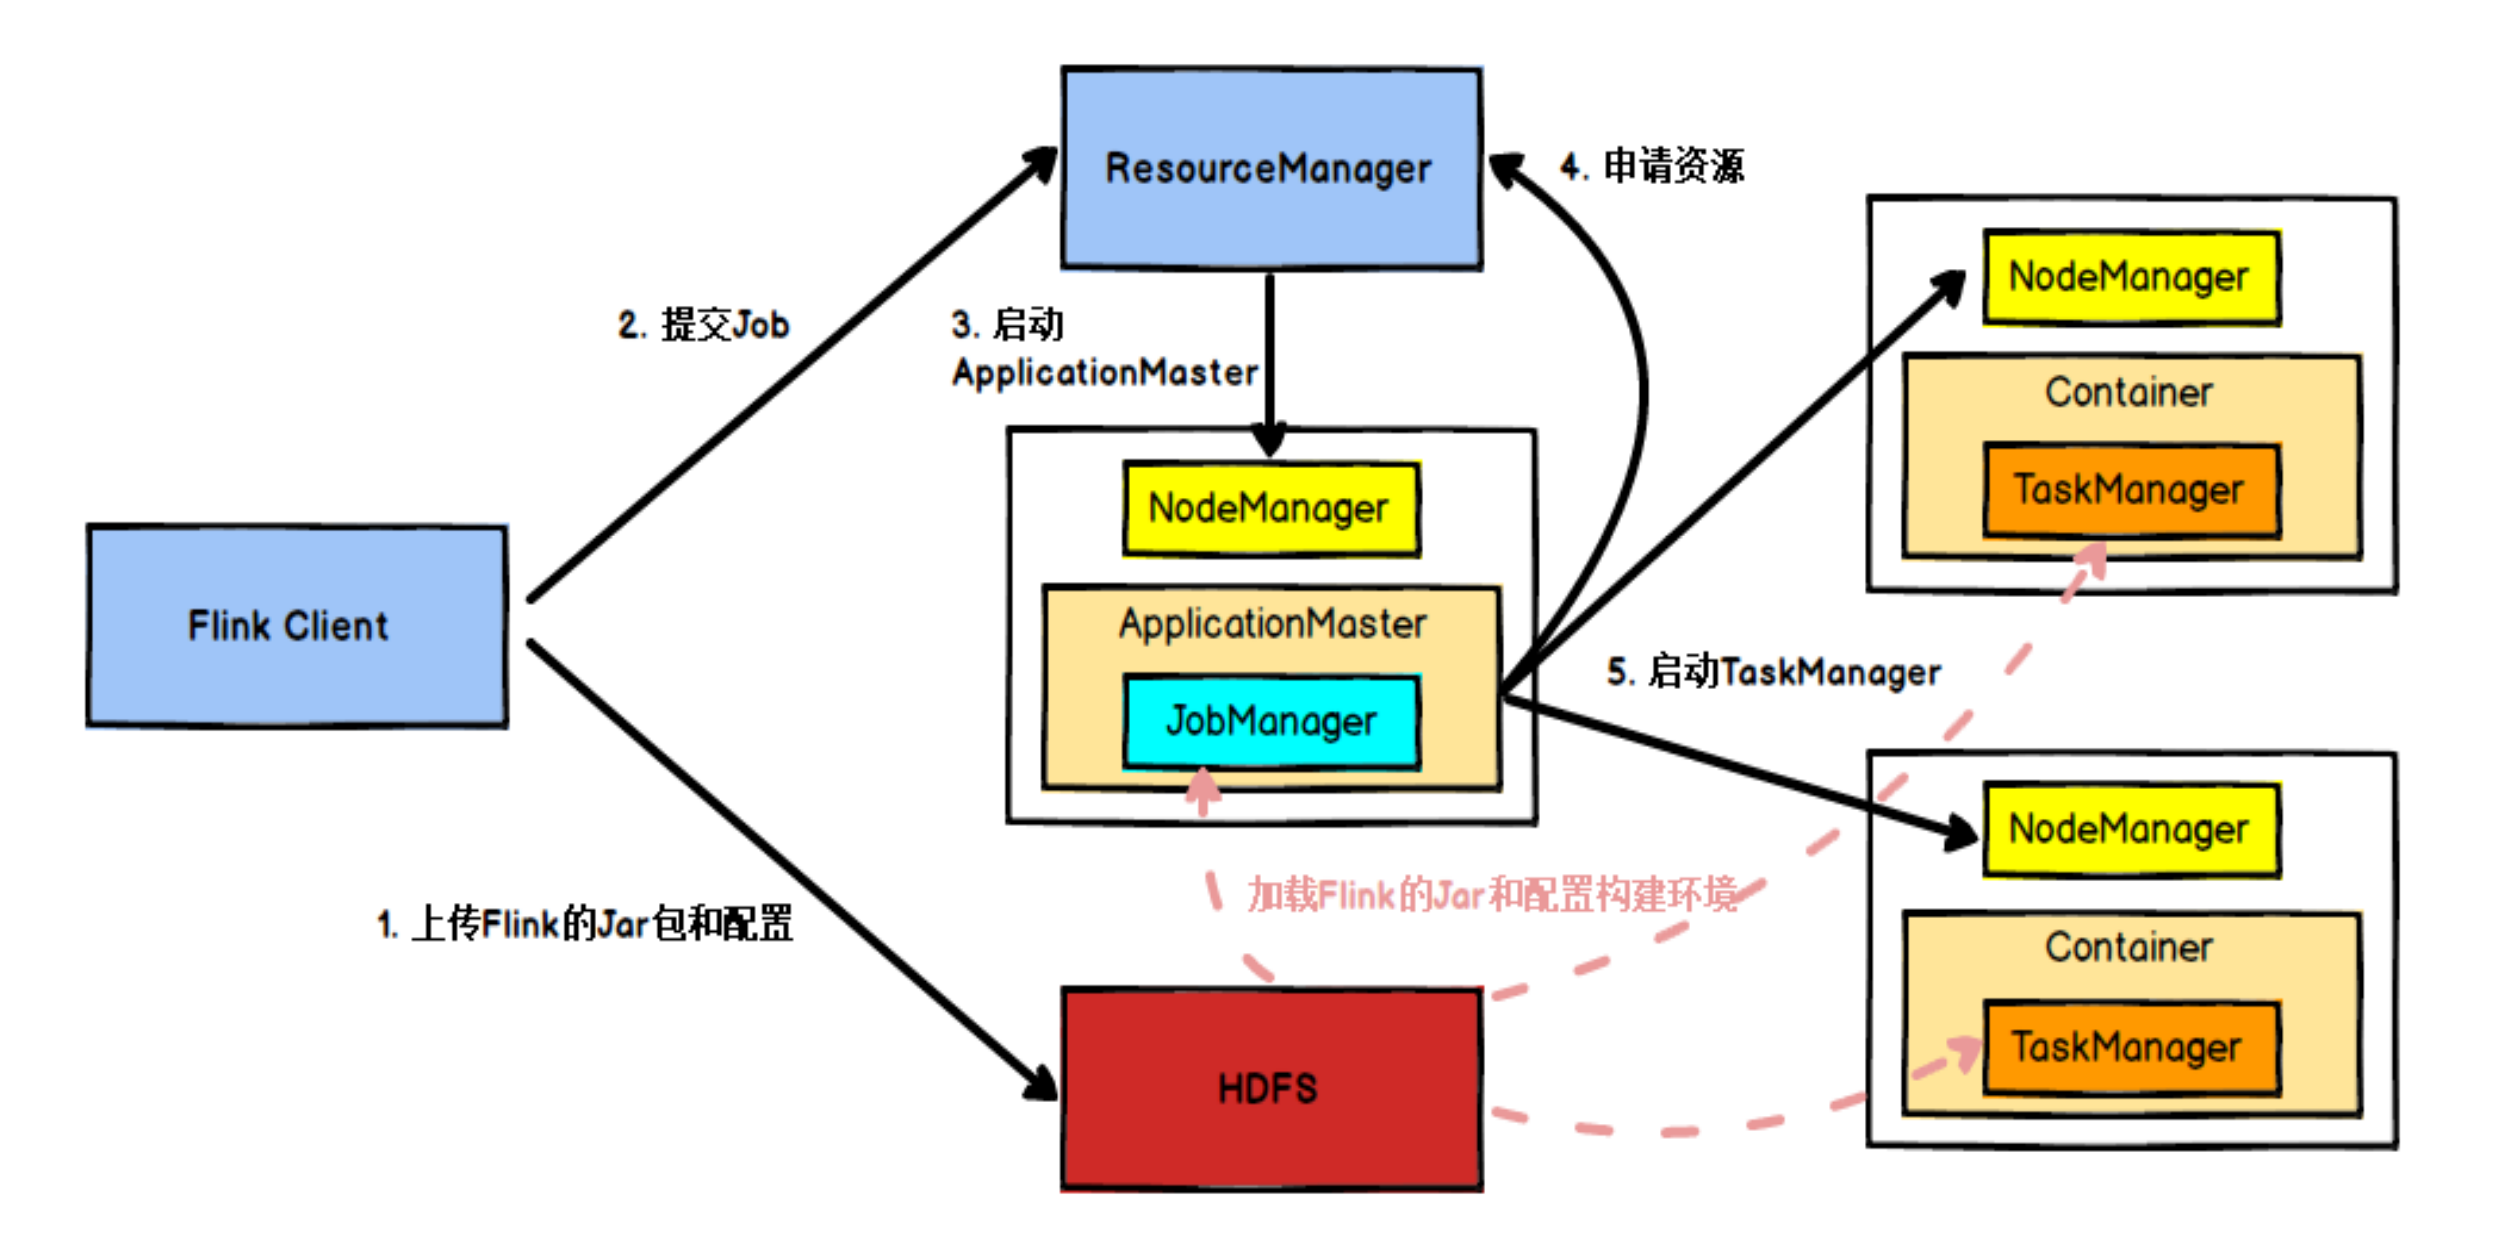 ResourceManager
4. 申请资源
2. 提交Job
3. 启动
ApplicationMaster
NodeManager
Container
TaskManager
NodeManager
ApplicationMaster
JobManager
Flink Client
5. 启动TaskManager
NodeManager
Container
TaskManager
1. 上传Flink的Jar包和配置
加载Flink的Jar和配置构建环境
HDFS